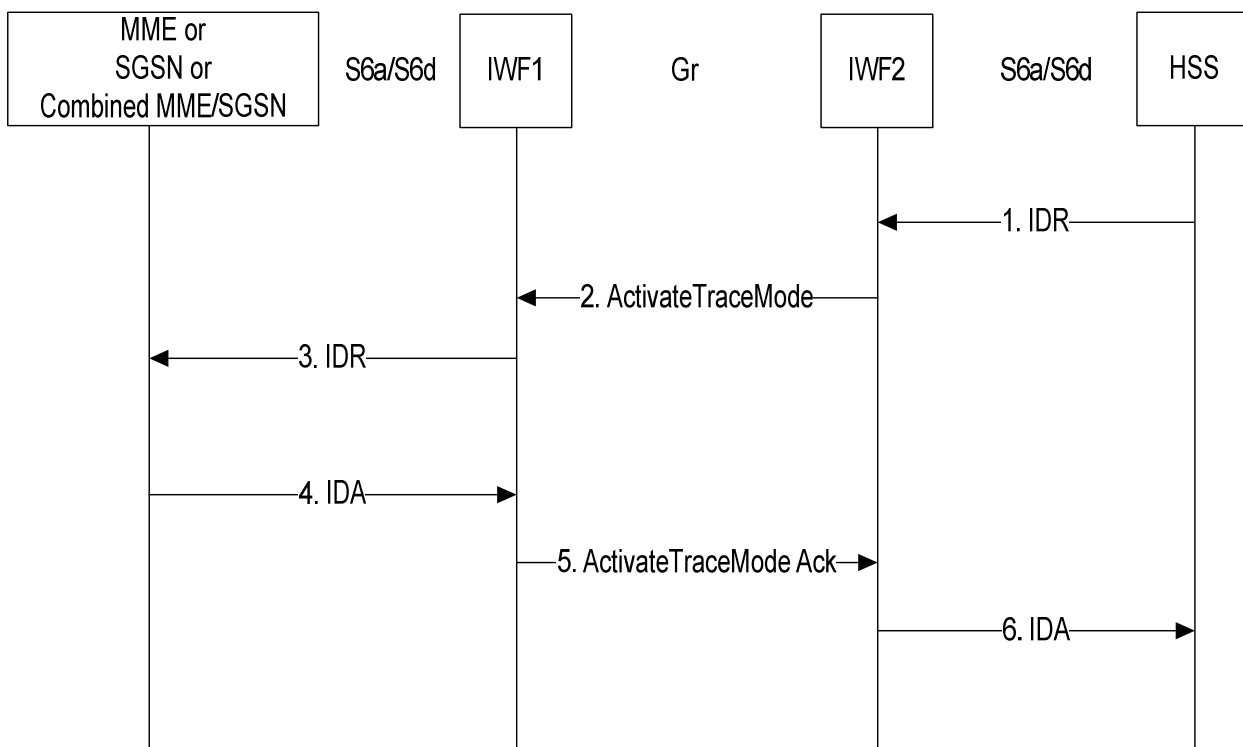 MME or
SGSN or
Combined MME/SGSN
S6a/S6d
IWF1
Gr
IWF2
S6a/S6d
HSS
1. IDR
2. ActivateTraceMode
3. IDR
4. IDA
5. ActivateTraceMode Ack
6. IDA